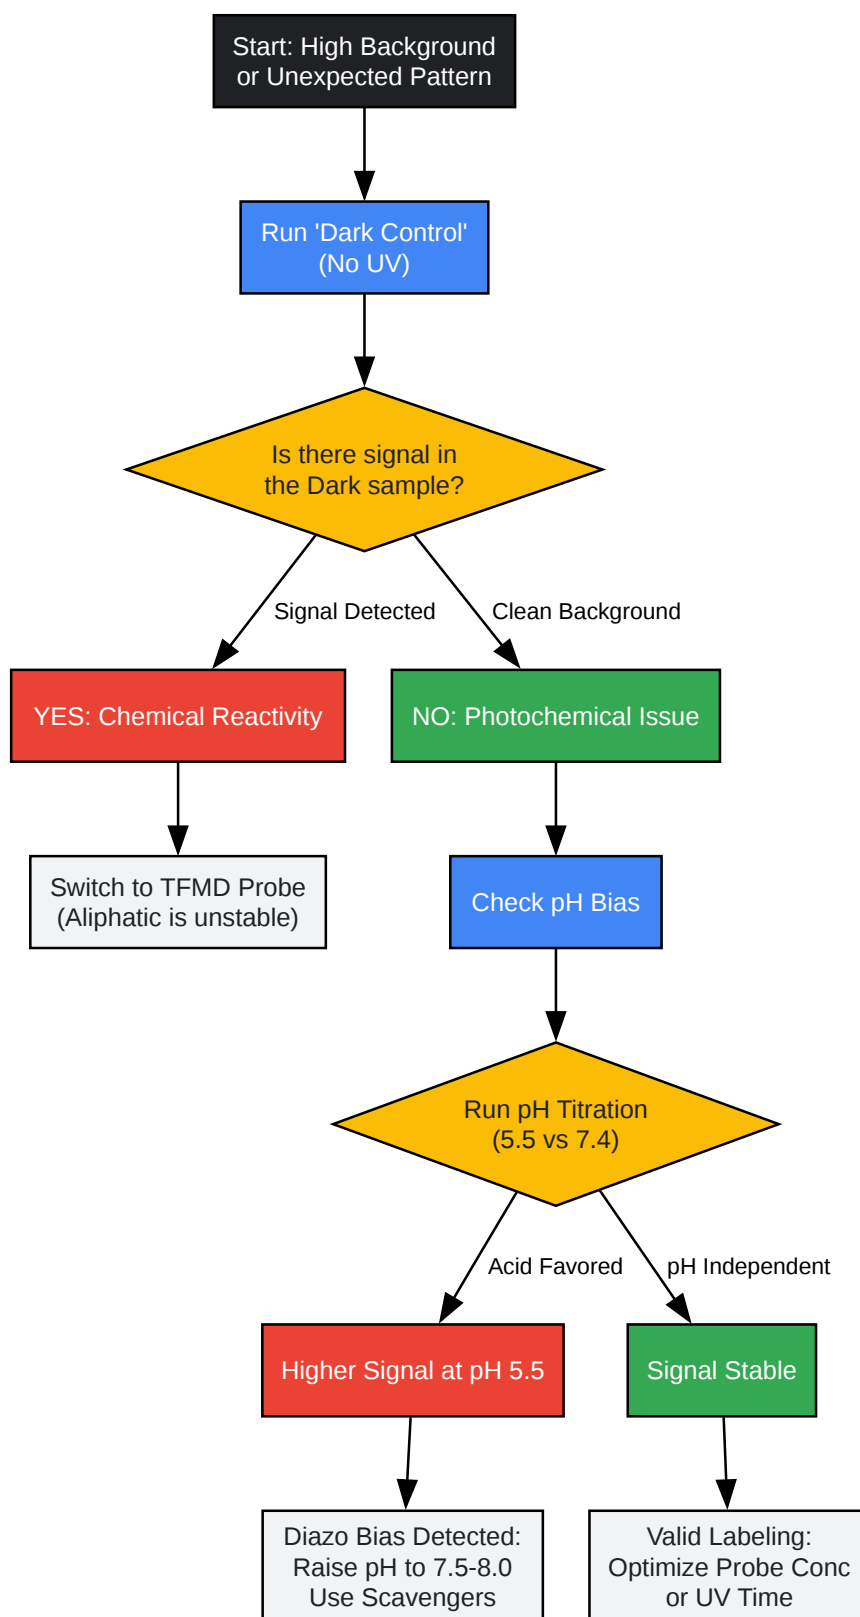 Start: High Background
or Unexpected Pattern
Run 'Dark Control'
(No UV)
Is there signal in
the Dark sample?
Signal Detected
Clean Background
YES: Chemical Reactivity
NO: Photochemical Issue
Switch to TFMD Probe
(Aliphatic is unstable)
Check pH Bias
Run pH Titration
(5.5 vs 7.4)
Acid Favored
pH Independent
Higher Signal at pH 5.5
Signal Stable
Diazo Bias Detected:
Raise pH to 7.5-8.0
Use Scavengers
Valid Labeling:
Optimize Probe Conc
or UV Time